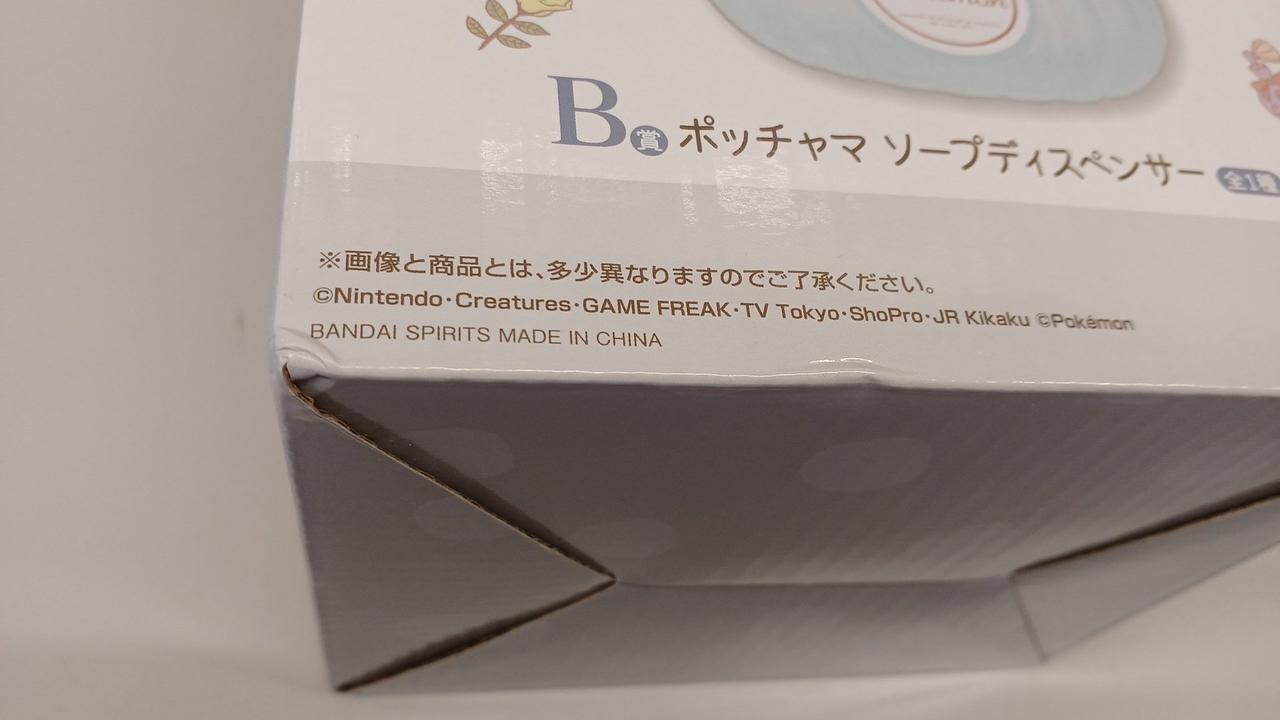 B賞 ポッチャマ ソープディスペンサー 全1種
※画像と商品とは、多少異なりますのでご了承ください。
©Nintendo・Creatures・GAME FREAK・TV Tokyo・ShoPro・JR Kikaku ©Pokémon
BANDAI SPIRITS MADE IN CHINA